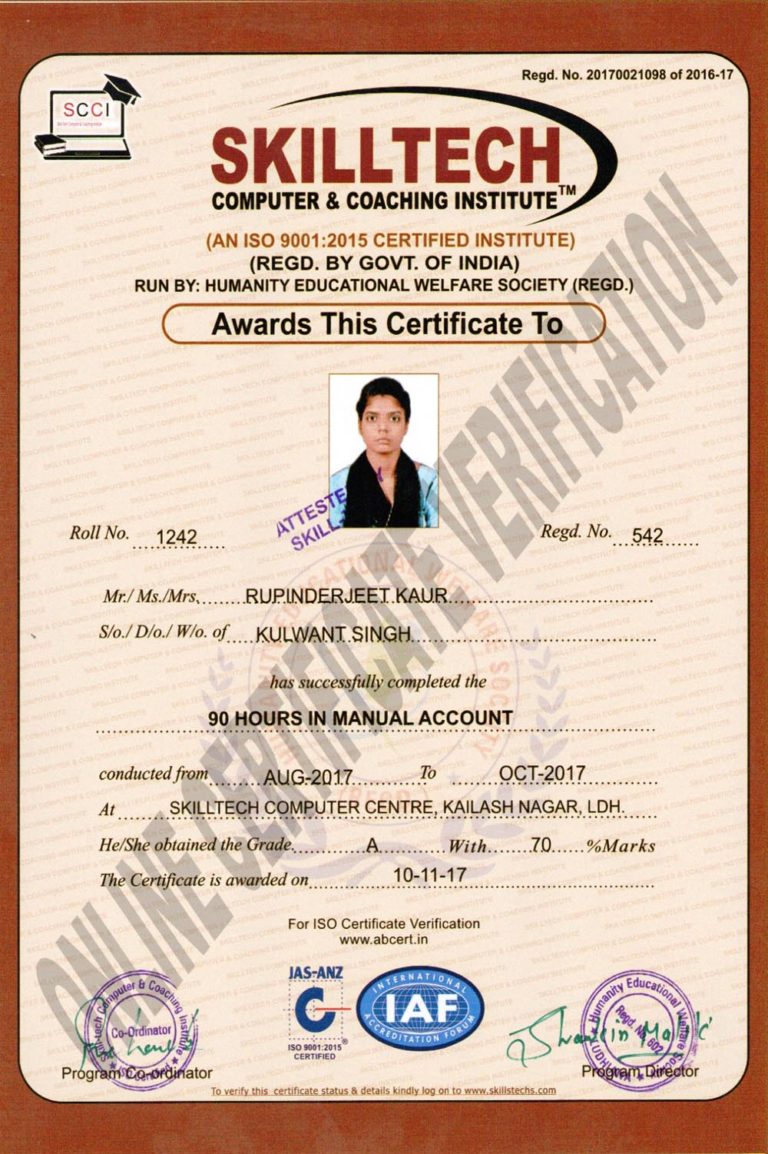 Regd. No. 20170021098 of 2016-17
SCCI
SKILLTECH
COMPUTER & COACHING INSTITUTE™
(AN ISO 9001:2015 CERTIFIED INSTITUTE)
(REGD. BY GOVT. OF INDIA)
RUN BY: HUMANITY EDUCATIONAL WELFARE SOCIETY (REGD.)
Awards This Certificate To
ATTESTE
SKILL
Roll No. 1242 Regd. No. 542
Mr./ Ms./Mrs. RUPINDERJEET KAUR
S/o./ D/o./ W/o. of KULWANT SINGH
has successfully completed the
90 HOURS IN MANUAL ACCOUNT
conducted from AUG-2017 To OCT-2017
At SKILLTECH COMPUTER CENTRE, KAILASH NAGAR, LDH.
He/She obtained the Grade A With 70 %Marks
The Certificate is awarded on 10-11-17
ONLINE CERTIFICATE VERIFICATION
For ISO Certificate Verification
www.abcert.in
JAS-ANZ
ISO 9001:2015
CERTIFIED
INTERNATIONAL
IAF
ACCREDITATION FORUM
Computer & Coaching Institute
Co-Ordinator
Program Co-ordinator
Humanity Educational Welfare
Program Director
To verify this certificate status & details kindly log on to www.skillstechs.com